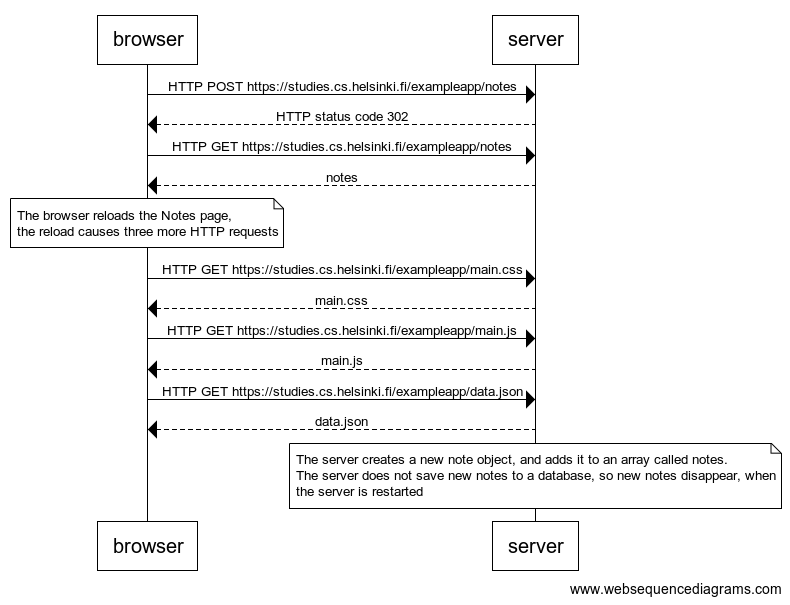 browser
server
HTTP POST https://studies.cs.helsinki.fi/exampleapp/notes
HTTP status code 302
HTTP GET https://studies.cs.helsinki.fi/exampleapp/notes
notes
The browser reloads the Notes page,
the reload causes three more HTTP requests
HTTP GET https://studies.cs.helsinki.fi/exampleapp/main.css
main.css
HTTP GET https://studies.cs.helsinki.fi/exampleapp/main.js
main.js
HTTP GET https://studies.cs.helsinki.fi/exampleapp/data.json
data.json
The server creates a new note object, and adds it to an array called notes.
The server does not save new notes to a database, so new notes disappear, when
the server is restarted
browser
server
www.websequencediagrams.com